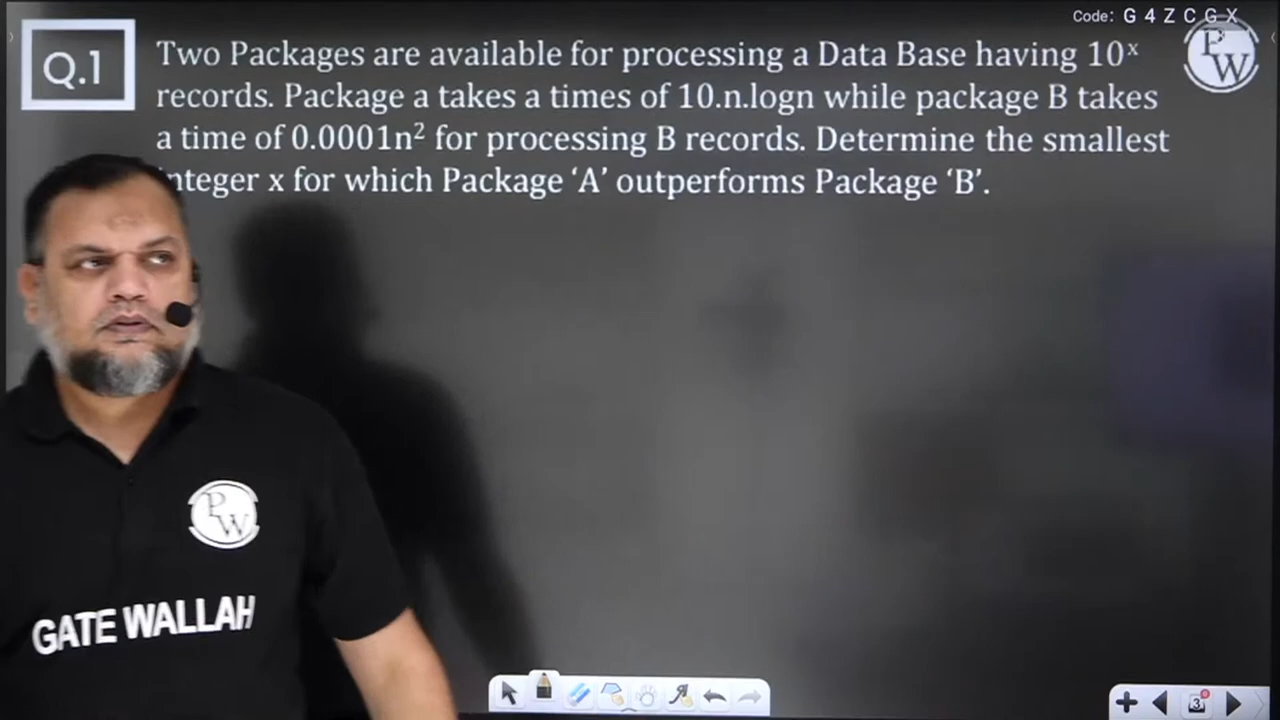 Code: G 4 Z C G X
Q.1
Two Packages are available for processing a Data Base having 10ˣ
records. Package a takes a times of 10.n.logn while package B takes
a time of 0.0001n² for processing B records. Determine the smallest
integer x for which Package ‘A’ outperforms Package ‘B’.
P
W
P
W
GATE WALLAH
3